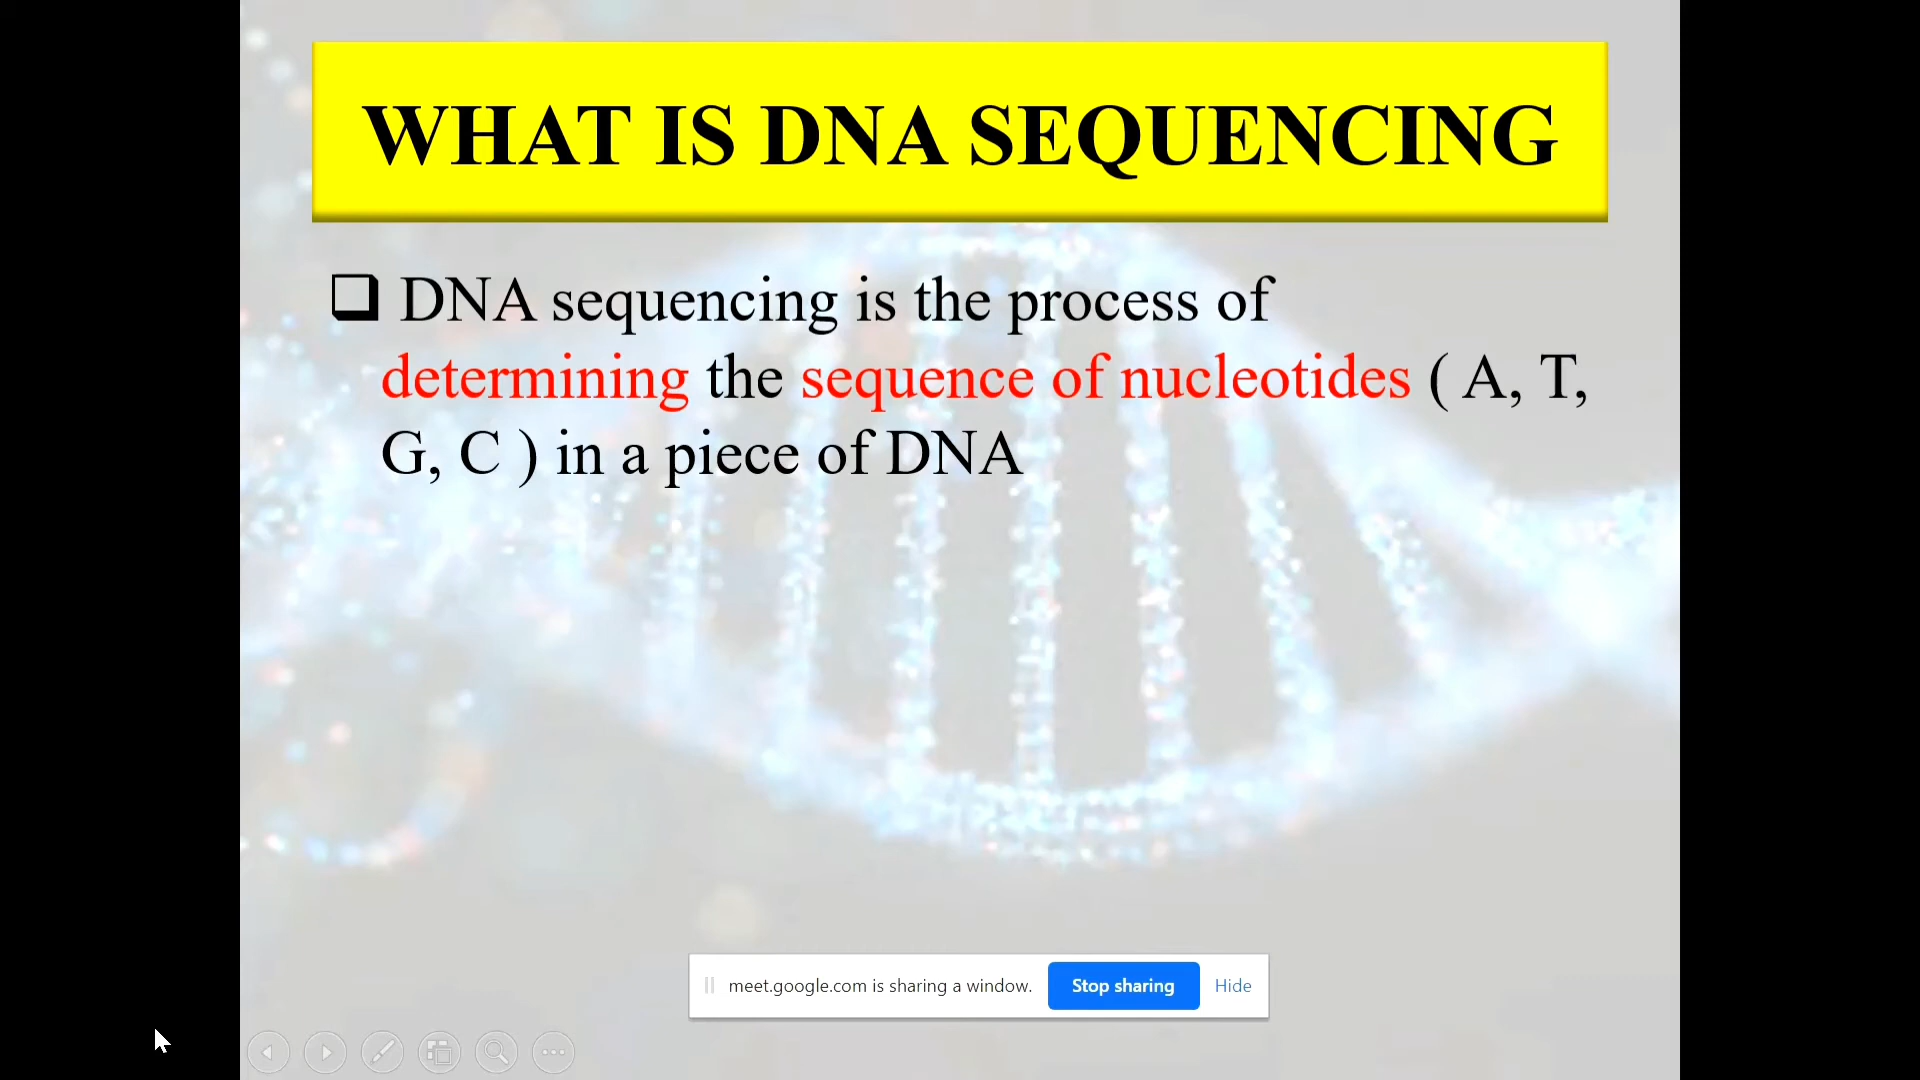 WHAT IS DNA SEQUENCING
DNA sequencing is the process of
determining the sequence of nucleotides ( A, T,
G, C ) in a piece of DNA
meet.google.com is sharing a window. Stop sharing Hide